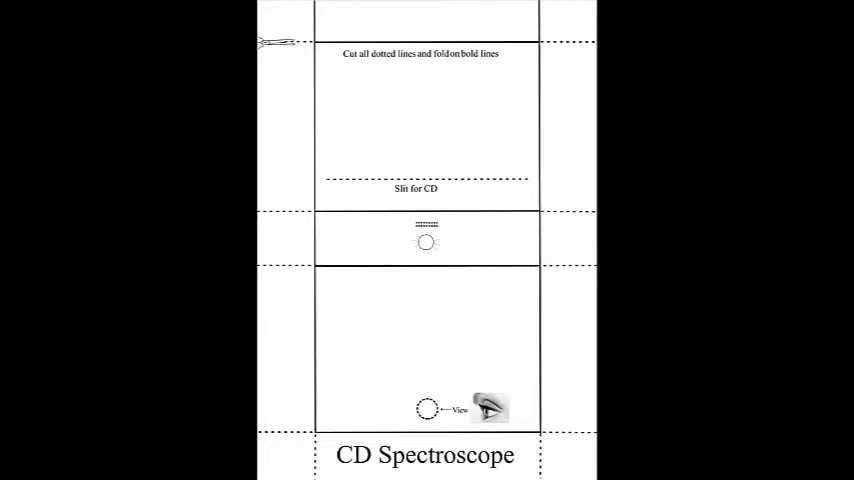 Cut all dotted lines and fold on bold lines
Slit for CD
View
CD Spectroscope